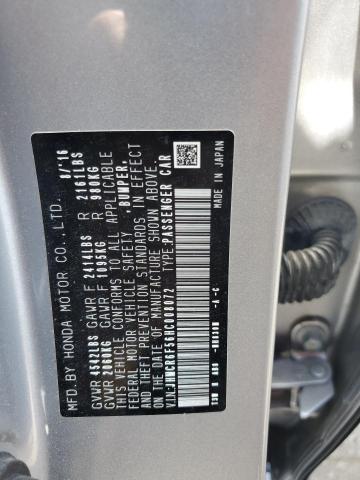 MFD.BY HONDA MOTOR CO.,LTD. 8/'16
GVWR 4542LBS GAWR F 2414LBS R 2161LBS
GVWR 2060KG GAWR F 1095KG R 980KG
THIS VEHICLE CONFORMS TO ALL APPLICABLE
FEDERAL MOTOR VEHICLE SAFETY ,BUMPER,
AND THEFT PREVENTION STANDARDS IN EFFECT
ON THE DATE OF MANUFACTURE SHOWN ABOVE.
TYPE:PASSENGER CAR
MADE IN JAPAN